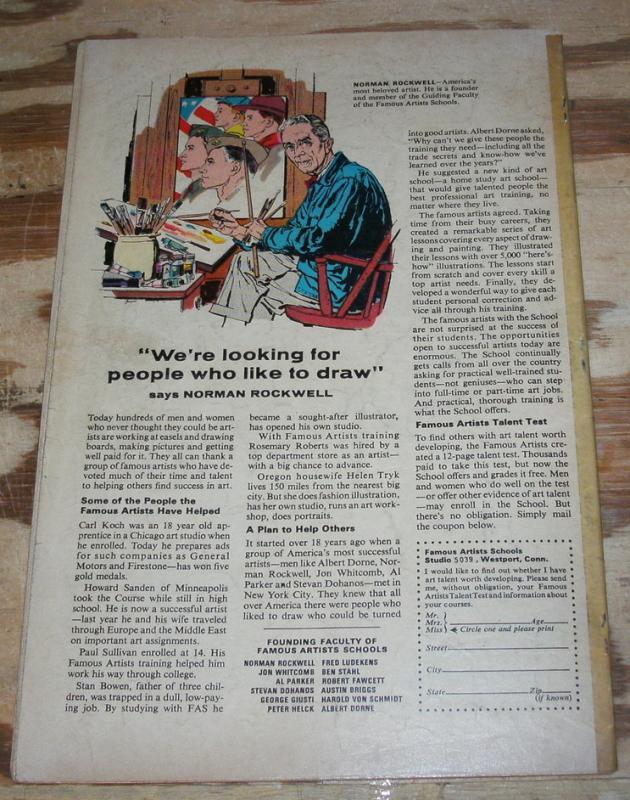 NORMAN ROCKWELL—America's
most beloved artist. He is a founder
and member of the Guiding Faculty
of the Famous Artists Schools.
"We're looking for
people who like to draw"
says NORMAN ROCKWELL
Today hundreds of men and women
who never thought they could be art-
ists are working at easels and drawing
boards, making pictures and getting
well paid for it. They all can thank a
group of famous artists who have de-
voted much of their time and talent
to helping others find success in art.
Some of the People the
Famous Artists Have Helped
Carl Koch was an 18 year old ap-
prentice in a Chicago art studio when
he enrolled. Today he prepares ads
for such companies as General
Motors and Firestone—has won five
gold medals.
Howard Sanden of Minneapolis
took the Course while still in high
school. He is now a successful artist
—last year he and his wife traveled
through Europe and the Middle East
on important art assignments.
Paul Sullivan enrolled at 14. His
Famous Artists training helped him
work his way through college.
Stan Bowen, father of three chil-
dren, was trapped in a dull, low-pay-
ing job. By studying with FAS he
became a sought-after illustrator,
has opened his own studio.
With Famous Artists training
Rosemary Roberts was hired by a
top department store as an artist—
with a big chance to advance.
Oregon housewife Helen Tryk
lives 150 miles from the nearest big
city. But she does fashion illustration,
has her own studio, runs an art work-
shop, does portraits.
A Plan to Help Others
It started over 18 years ago when a
group of America's most successful
artists—men like Albert Dorne, Nor-
man Rockwell, Jon Whitcomb, Al
Parker and Stevan Dohanos—met in
New York City. They knew that all
over America there were people who
liked to draw who could be turned
FOUNDING FACULTY OF
FAMOUS ARTISTS SCHOOLS
NORMAN ROCKWELL FRED LUDEKENS
JON WHITCOMB BEN STAHL
AL PARKER ROBERT FAWCETT
STEVAN DOHANOS AUSTIN BRIGGS
GEORGE GIUSTI HAROLD VON SCHMIDT
PETER HELCK ALBERT DORNE
into good artists. Albert Dorne asked,
"Why can't we give these people the
training they need—including all the
trade secrets and know-how we've
learned over the years?"
He suggested a new kind of art
school—a home study art school—
that would give talented people the
best professional art training, no
matter where they live.
The famous artists agreed. Taking
time from their busy careers, they
created a remarkable series of art
lessons covering every aspect of draw-
ing and painting. They illustrated
their lessons with over 5,000 "here's-
how" illustrations. The lessons start
from scratch and cover every skill a
top artist needs. Finally, they de-
veloped a wonderful way to give each
student personal correction and ad-
vice all through his training.
The famous artists with the School
are not surprised at the success of
their students. The opportunities
open to successful artists today are
enormous. The School continually
gets calls from all over the country
asking for practical well-trained stu-
dents—not geniuses—who can step
into full-time or part-time art jobs.
And practical, thorough training is
what the School offers.
Famous Artists Talent Test
To find others with art talent worth
developing, the Famous Artists cre-
ated a 12-page talent test. Thousands
paid to take this test, but now the
School offers and grades it free. Men
and women who do well on the test
—or offer other evidence of art talent
—may enroll in the School. But
there's no obligation. Simply mail
the coupon below.
Famous Artists Schools
Studio 5039, Westport, Conn.
I would like to find out whether I have
art talent worth developing. Please send
me, without obligation, your Famous
Artists Talent Test and information about
your courses.
Mr.
Mrs. Age
Miss Circle one and please print
Street
City
State Zip
(if known)